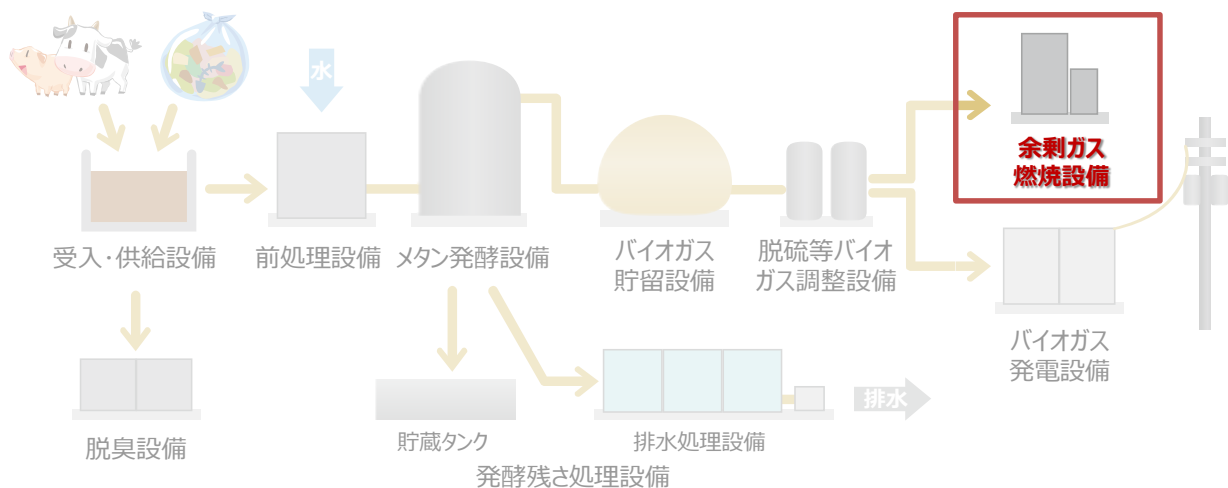 水
余剰ガス
燃焼設備
受入・供給設備
前処理設備
メタン発酵設備
バイオガス
貯留設備
脱硫等バイオ
ガス調整設備
バイオガス
発電設備
脱臭設備
貯蔵タンク
排水処理設備
排水
発酵残さ処理設備